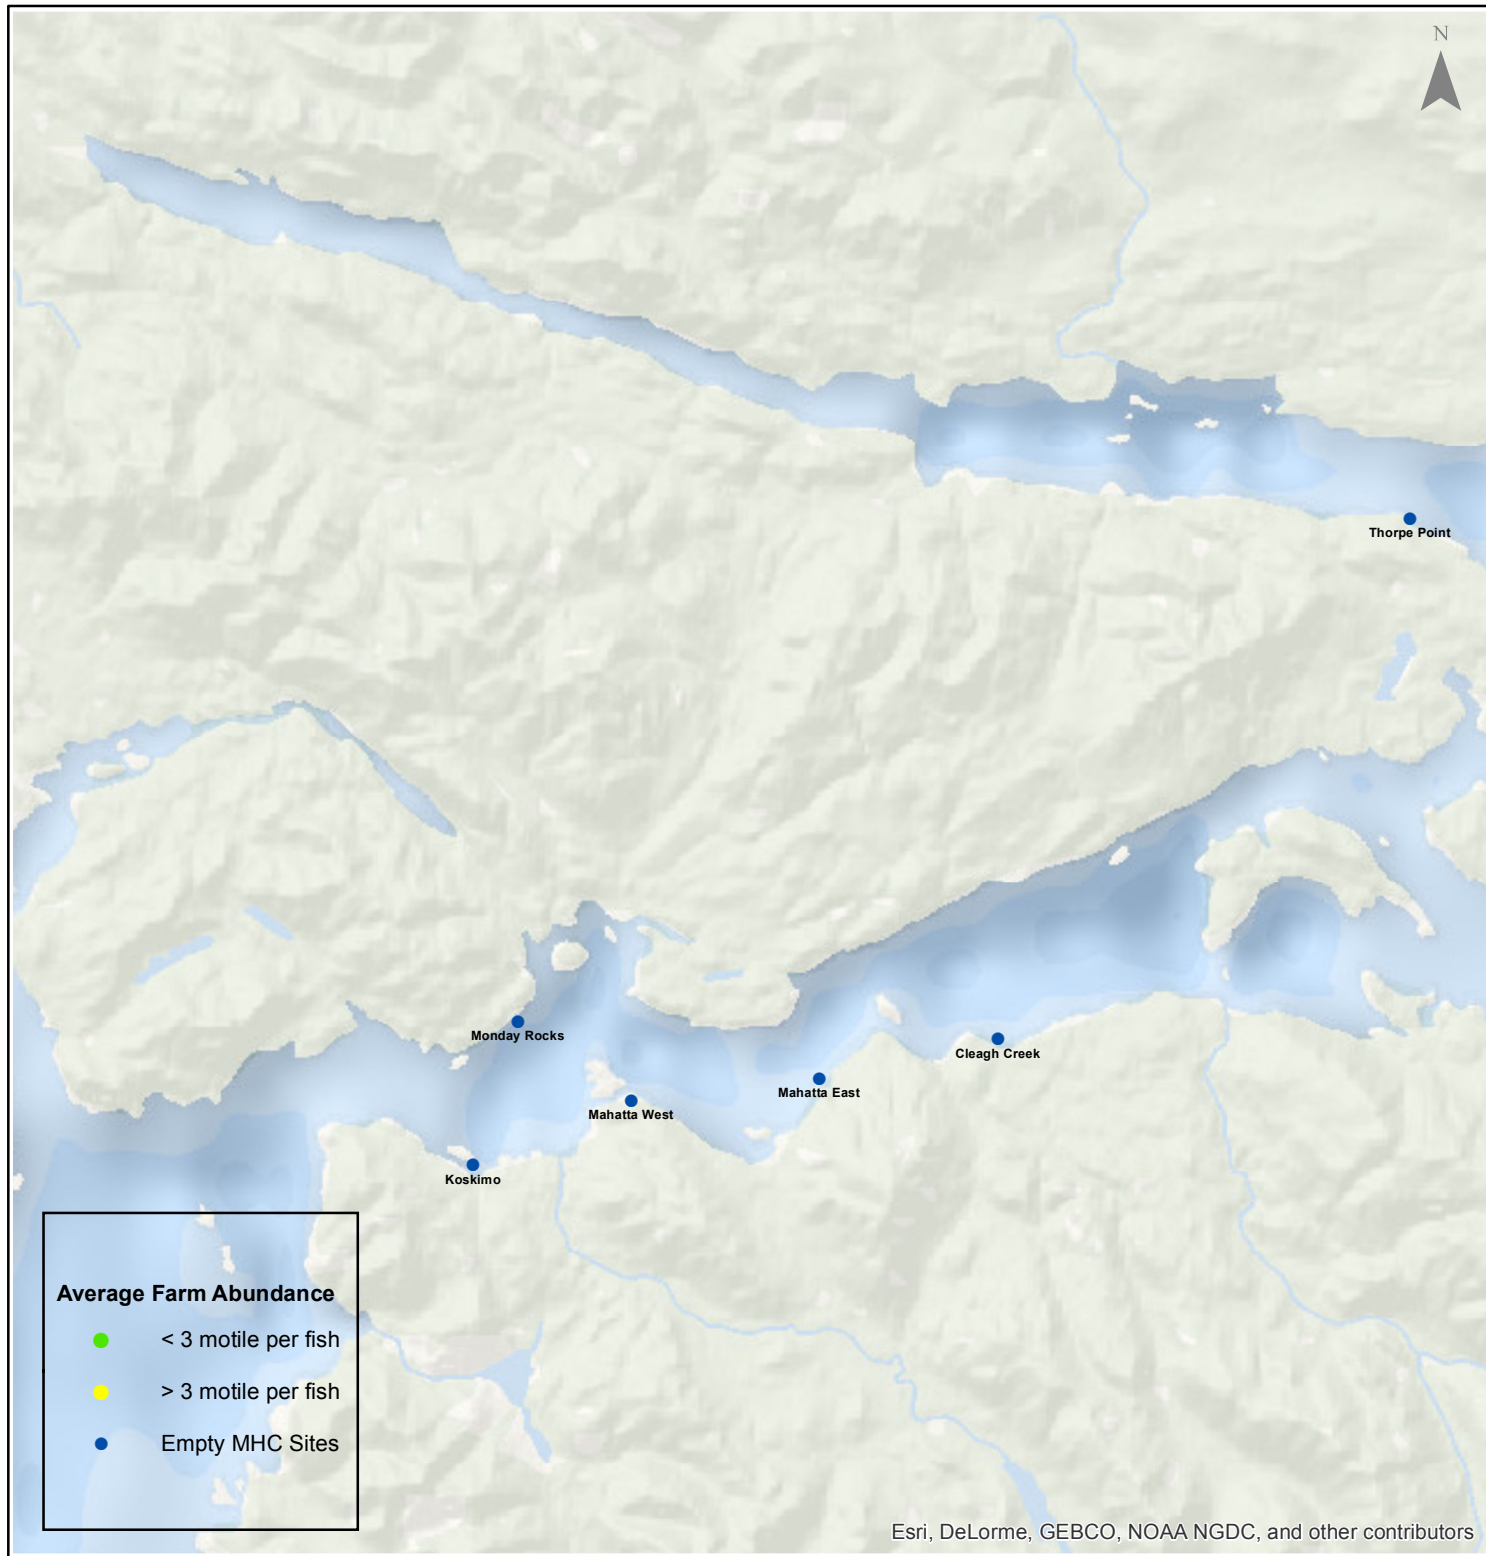 N
Thorpe Point
Monday Rocks
Cleagh Creek
Mahatta East
Mahatta West
Koskimo
Average Farm Abundance
< 3 motile per fish
> 3 motile per fish
Empty MHC Sites
Esri, DeLorme, GEBCO, NOAA NGDC, and other contributors